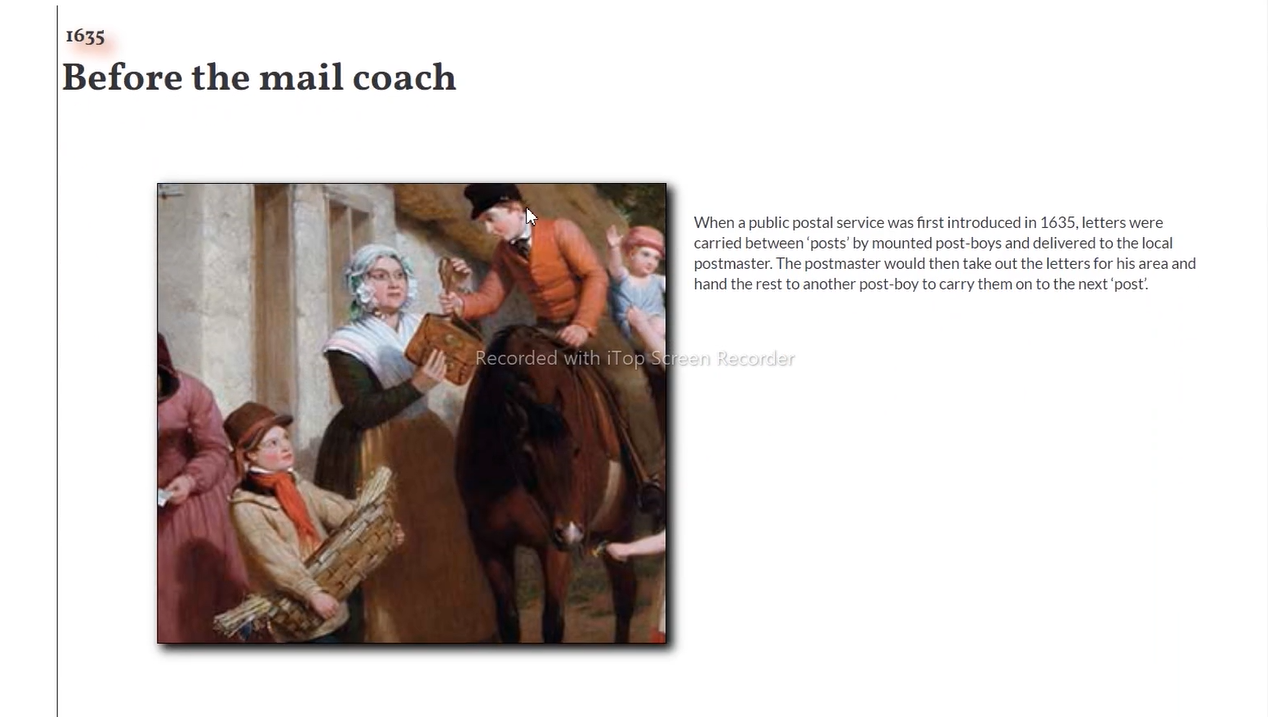 1635
Before the mail coach
When a public postal service was first introduced in 1635, letters were
carried between ‘posts’ by mounted post-boys and delivered to the local
postmaster. The postmaster would then take out the letters for his area and
hand the rest to another post-boy to carry them on to the next ‘post’.
Recorded with iTop Screen Recorder